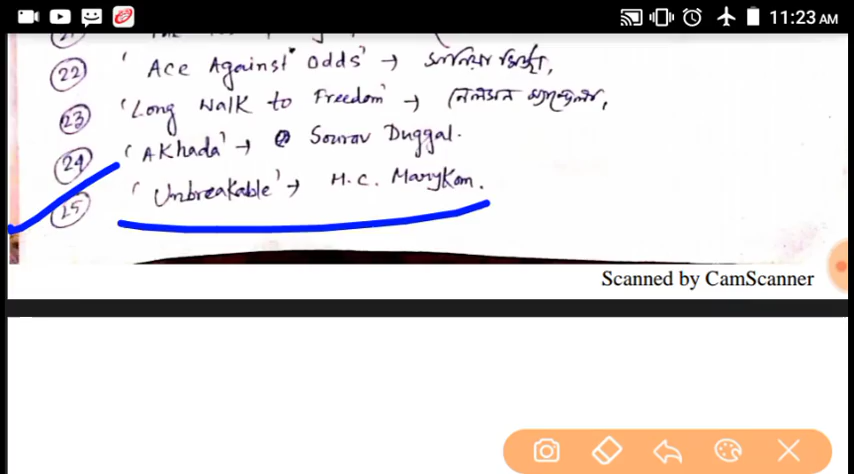 11:23 AM
22 'Ace Against Odds' → সানিয়া মির্জা,
23 'Long Walk to Freedom' → নেলসন ম্যান্ডেলা,
24 'Akhada' → Sourav Duggal.
25 'Unbreakable' → M.C. MaryKom.
Scanned by CamScanner